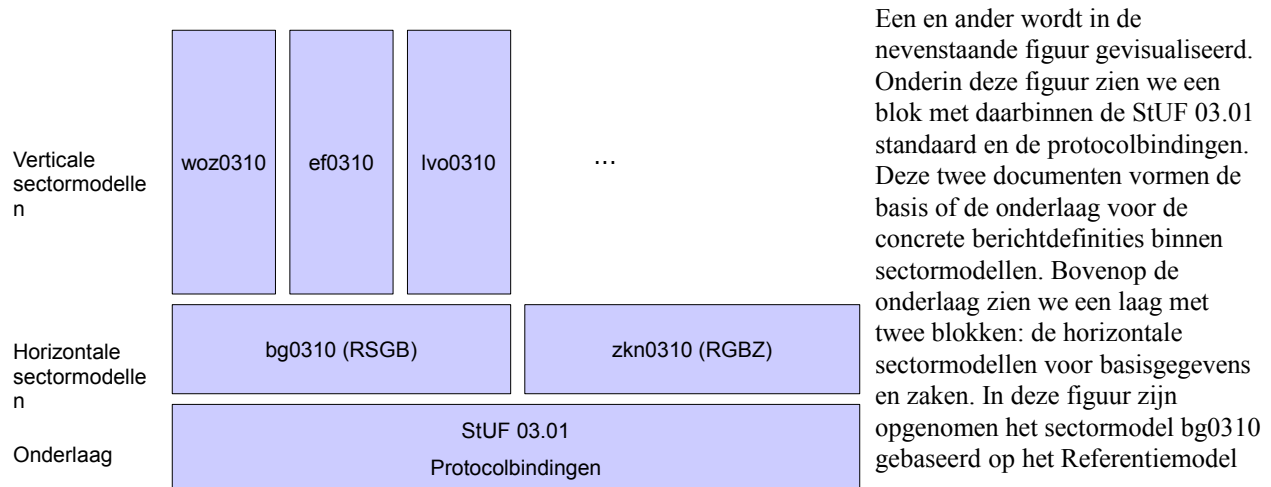 Verticale
sectormodelle
n
woz0310
ef0310
lvo0310
...
Horizontale
sectormodelle
n
bg0310 (RSGB)
zkn0310 (RGBZ)
Onderlaag
StUF 03.01
Protocolbindingen
Een en ander wordt in de
nevenstaande figuur gevisualiseerd.
Onderin deze figuur zien we een
blok met daarbinnen de StUF 03.01
standaard en de protocolbindingen.
Deze twee documenten vormen de
basis of de onderlaag voor de
concrete berichtdefinities binnen
sectormodellen. Bovenop de
onderlaag zien we een laag met
twee blokken: de horizontale
sectormodellen voor basisgegevens
en zaken. In deze figuur zijn
opgenomen het sectormodel bg0310
gebaseerd op het Referentiemodel